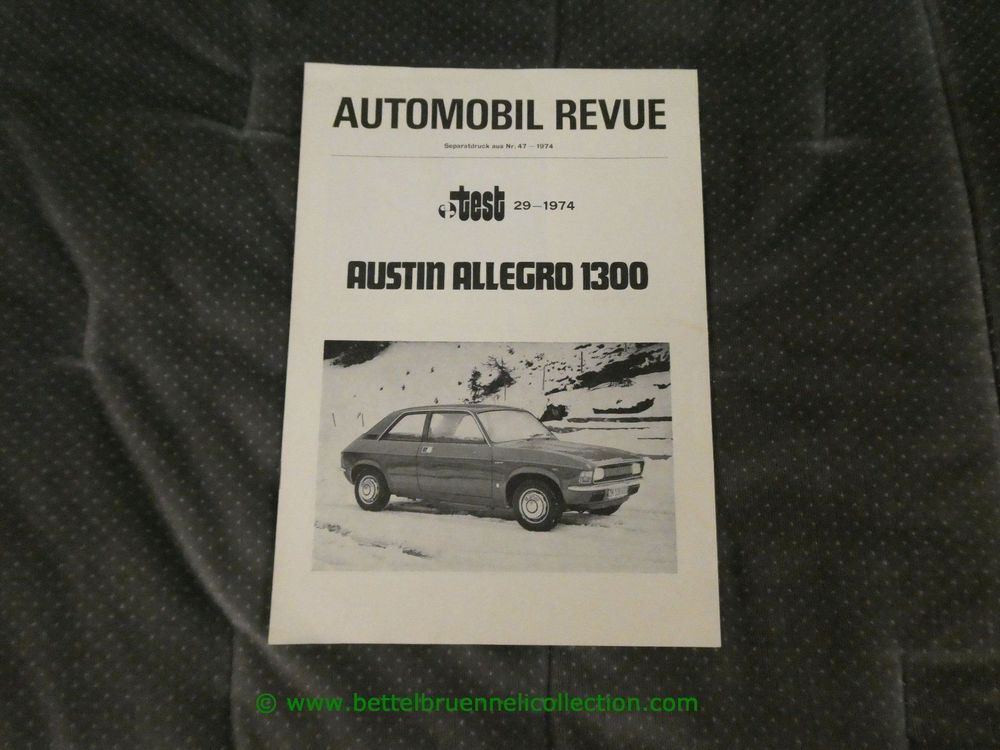 AUTOMOBIL REVUE
Separatdruck aus Nr. 47 – 1974
test 29–1974
AUSTIN ALLEGRO 1300
© www.bettelbruennelicollection.com